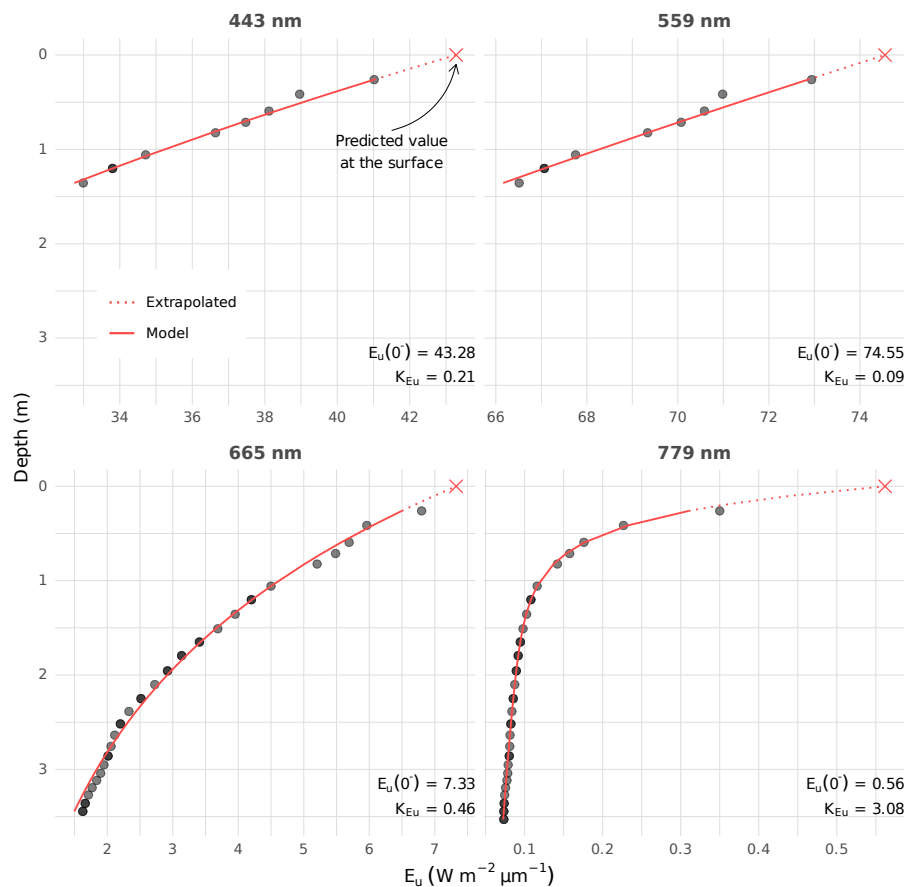 443 nm
559 nm
0
1
2
3
Predicted value
at the surface
Extrapolated
Model
Eᵤ(0⁻) = 43.28
K_Eu = 0.21
Eᵤ(0⁻) = 74.55
K_Eu = 0.09
34 36 38 40 42
66 68 70 72 74
Depth (m)
665 nm
779 nm
0
1
2
3
Eᵤ(0⁻) = 7.33
K_Eu = 0.46
Eᵤ(0⁻) = 0.56
K_Eu = 3.08
2 3 4 5 6 7
0.1 0.2 0.3 0.4 0.5
Eᵤ (W m⁻² µm⁻¹)